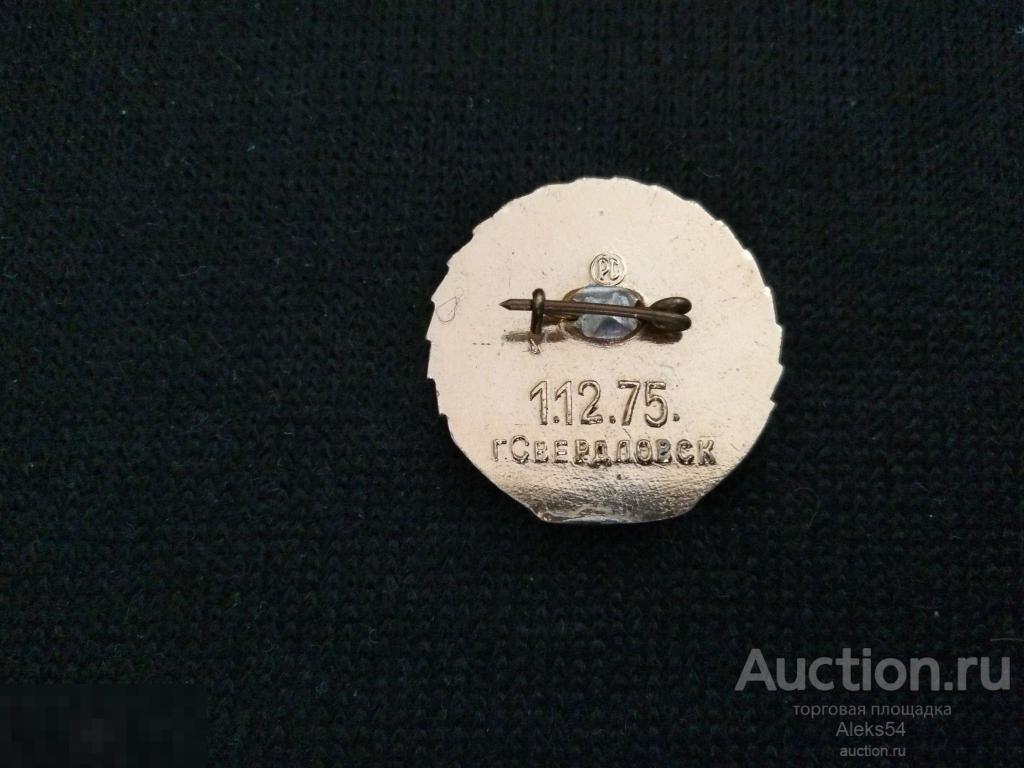 РС
1.12.75.
г.Свердловск
Auction.ru
торговая площадка
Aleks54
auction.ru